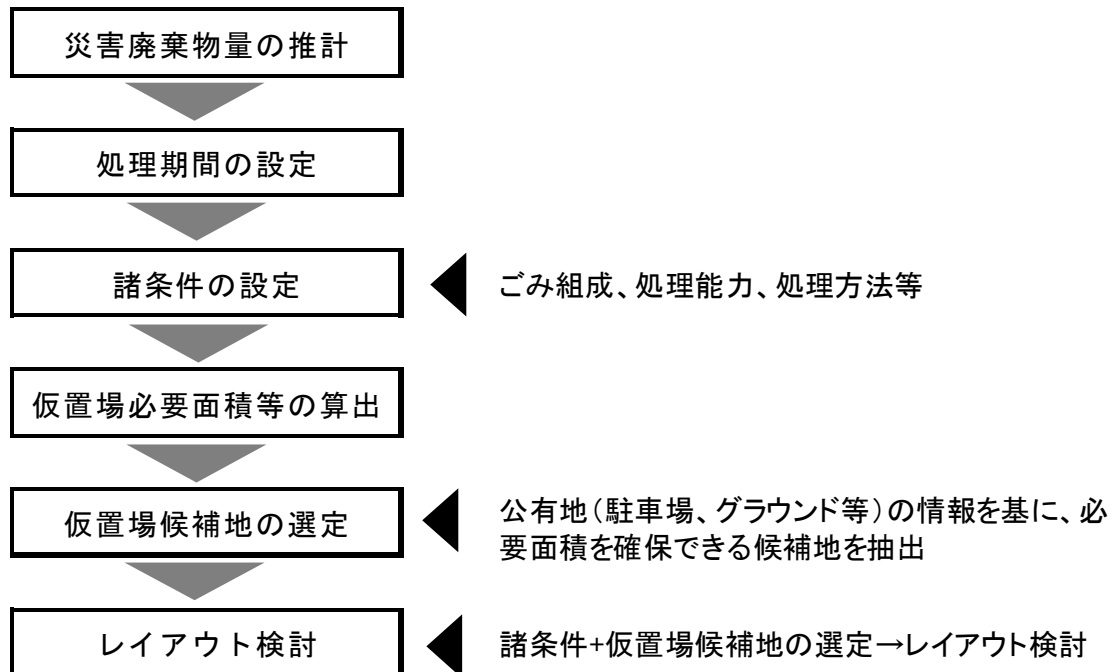 災害廃棄物量の推計
処理期間の設定
諸条件の設定
ごみ組成、処理能力、処理方法等
仮置場必要面積等の算出
仮置場候補地の選定
公有地(駐車場、グラウンド等)の情報を基に、必
要面積を確保できる候補地を抽出
レイアウト検討
諸条件+仮置場候補地の選定→レイアウト検討